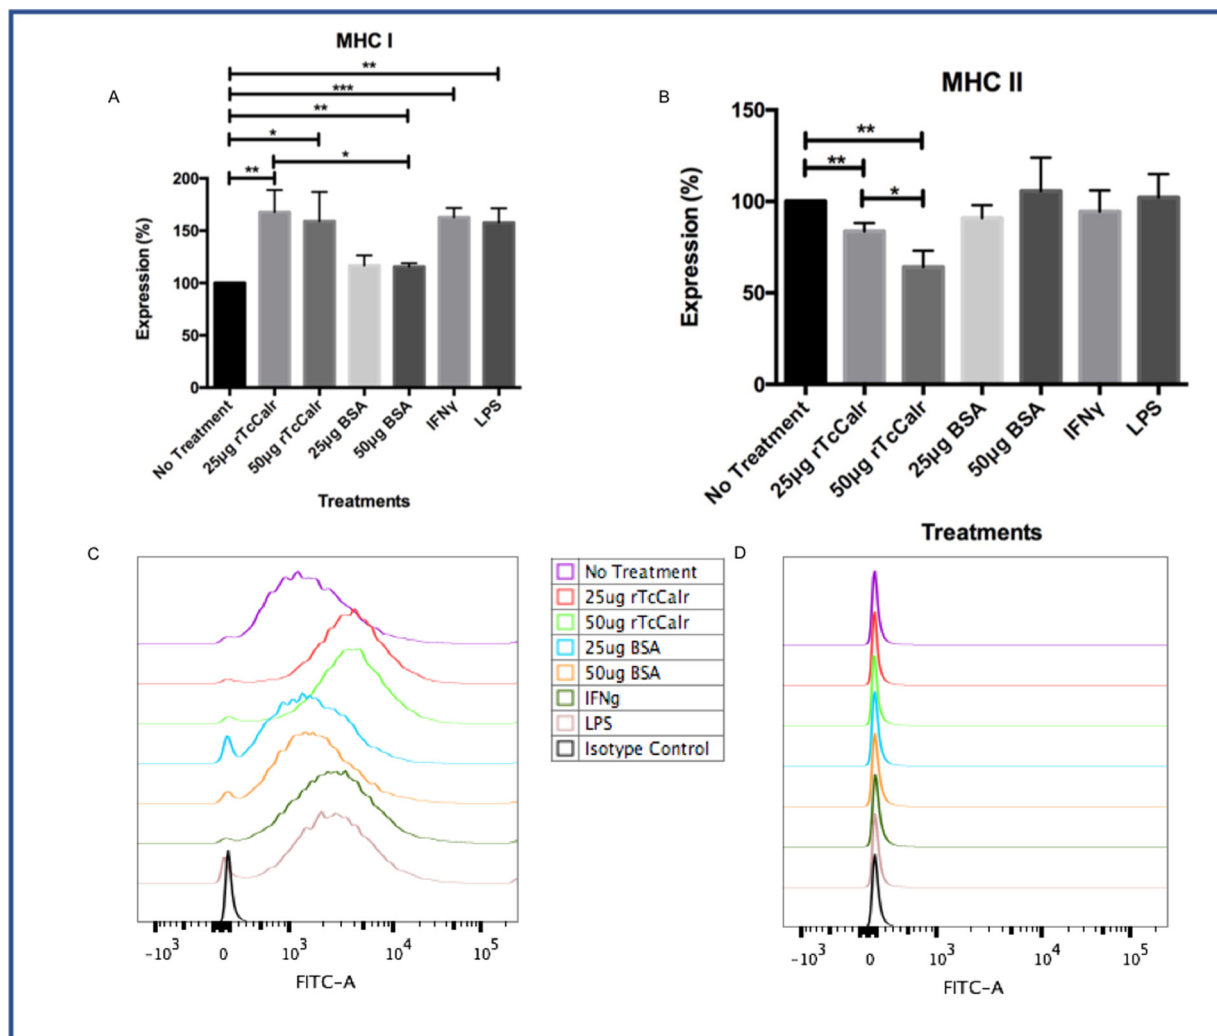 MHC I
A
**
***
**
*
*
**
200
150
100
50
0
Expression (%)
No Treatment
25µg rTcCalr
50µg rTcCalr
25µg BSA
50µg BSA
IFNγ
LPS
Treatments
B
MHC II
**
**
*
150
100
50
0
Expression (%)
No Treatment
25µg rTcCalr
50µg rTcCalr
25µg BSA
50µg BSA
IFNγ
LPS
Treatments
C
-10³ 0 10³ 10⁴ 10⁵
FITC-A
No Treatment
25ug rTcCalr
50ug rTcCalr
25ug BSA
50ug BSA
IFNg
LPS
Isotype Control
D
-10³ 0 10³ 10⁴ 10⁵
FITC-A